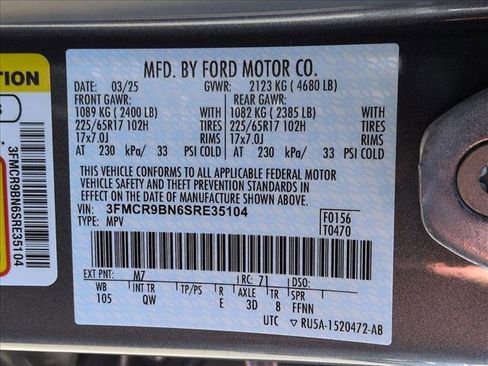 TION
3FMCR9BN6SRE35104
MFD. BY FORD MOTOR CO.
DATE: 03/25 GVWR: 2123 KG ( 4680 LB)
FRONT GAWR: REAR GAWR:
1089 KG ( 2400 LB) WITH 1082 KG ( 2385 LB) WITH
225/65R17 102H TIRES 225/65R17 102H TIRES
17x7.0J RIMS 17x7.0J RIMS
AT 230 kPa/ 33 PSI COLD AT 230 kPa/ 33 PSI COLD
THIS VEHICLE CONFORMS TO ALL APPLICABLE FEDERAL MOTOR
VEHICLE SAFETY AND THEFT PREVENTION STANDARDS IN
EFFECT ON THE DATE OF MANUFACTURE SHOWN ABOVE.
VIN: 3FMCR9BN6SRE35104 F0156
TYPE: MPV T0470
EXT PNT: M7 RC: 71 DSO:
WB INT TR TP/PS R AXLE TR SPR
105 QW E 3D 8 FFNN
UTC RU5A-1520472-AB